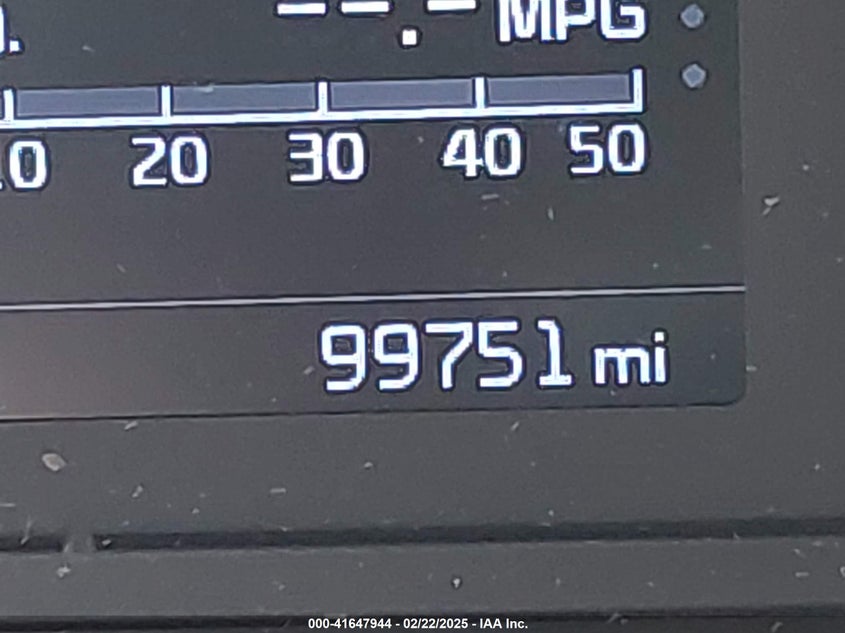 --.- MPG
20 30 40 50
99751 mi
000-41647944 - 02/22/2025 - IAA Inc.